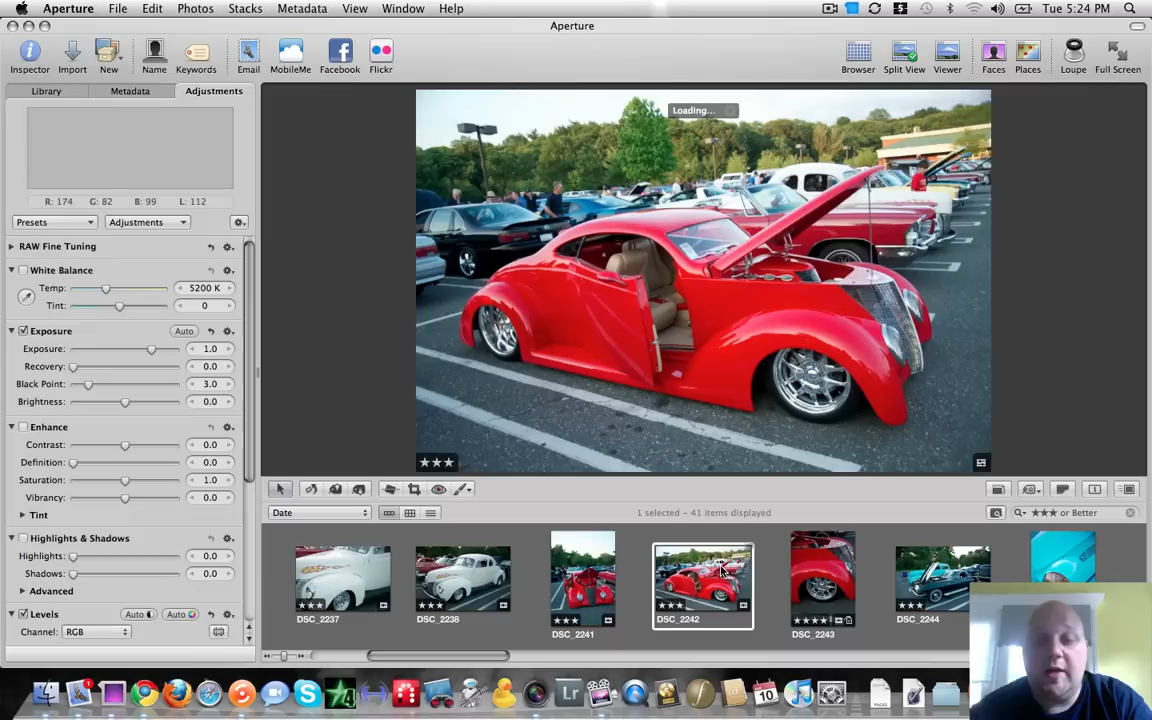 Aperture File Edit Photos Stacks Metadata View Window Help Tue 5:24 PM
Aperture
Inspector Import New Name Keywords Email MobileMe Facebook Flickr Browser Split View Viewer Faces Places Loupe Full Screen
Library Metadata Adjustments
Loading...
R: 174 G: 82 B: 99 L: 112
Presets Adjustments
RAW Fine Tuning
White Balance
Temp: 5200 K
Tint: 0
Exposure Auto
Exposure: 1.0
Recovery: 0.0
Black Point: 3.0
Brightness: 0.0
Enhance
Contrast: 0.0
Definition: 0.0
Saturation: 1.0
Vibrancy: 0.0
Tint
Highlights & Shadows
Highlights: 0.0
Shadows: 0.0
Advanced
Levels Auto Auto
Channel: RGB
Date 1 selected – 41 items displayed ★★★ or Better
DSC_2237 DSC_2238 DSC_2241 DSC_2242 DSC_2243 DSC_2244
Lr 10